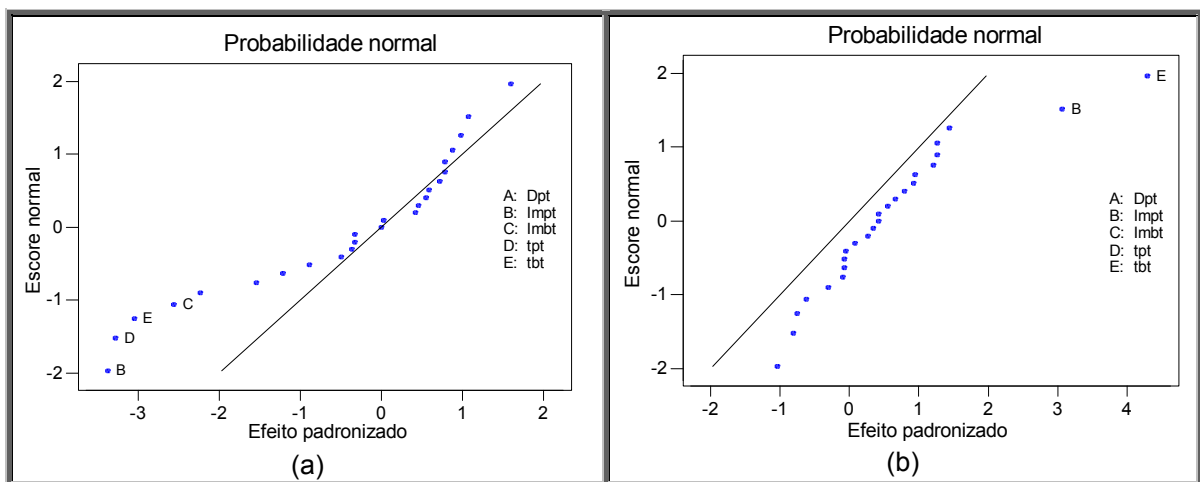 Probabilidade normal
2
1
0
-1
-2
Escore normal
A: Dpt
B: Impt
C: Imbt
D: tpt
E: tbt
C
E
D
B
-3
-2
-1
0
1
2
Efeito padronizado
(a)
Probabilidade normal
2
1
0
-1
-2
Escore normal
E
B
A: Dpt
B: Impt
C: Imbt
D: tpt
E: tbt
-2
-1
0
1
2
3
4
Efeito padronizado
(b)